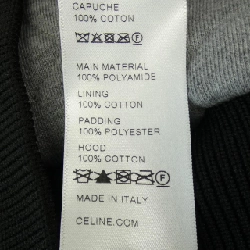 CAPUCHE
100% COTON
MAIN MATERIAL
100% POLYAMIDE
LINING
100% COTTON
PADDING
100% POLYESTER
HOOD
100% COTTON
MADE IN ITALY
CELINE.COM